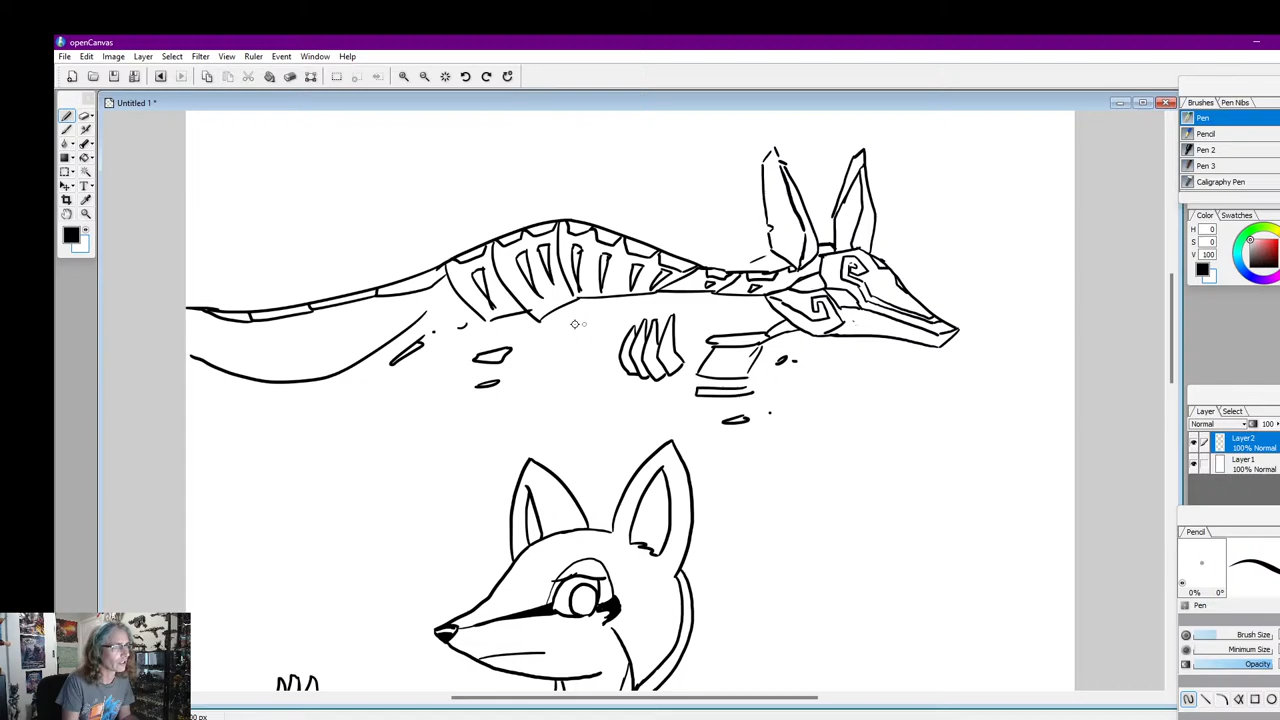 openCanvas
File Edit Image Layer Select Filter View Ruler Event Window Help
Untitled 1 *
Brushes Pen Nibs
Pen
Pencil
Pen 2
Pen 3
Caligraphy Pen
Color Swatches
H 0
S 0
V 100
Layer Select
Normal 100
Layer2
100% Normal
Layer1
100% Normal
Pencil
0% 0°
Pen
Brush Size
Minimum Size
Opacity
T